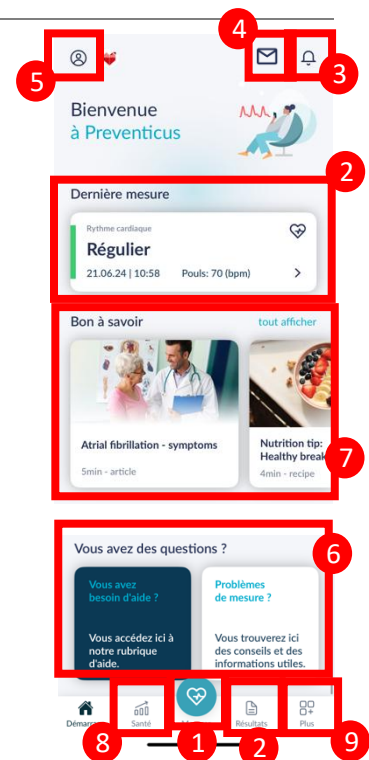 4
5
3
Bienvenue
à Preventicus
2
Dernière mesure
Rythme cardiaque
Régulier
21.06.24 | 10:58 Pouls: 70 (bpm)
Bon à savoir tout afficher
Atrial fibrillation - symptoms
5min - article
Nutrition tip:
Healthy break
4min - recipe
7
Vous avez des questions ?
6
Vous avez
besoin d'aide ?
Vous accédez ici à
notre rubrique
d'aide.
Problèmes
de mesure ?
Vous trouverez ici
des conseils et des
informations utiles.
Santé
Résultats
Plus
8
1
2
9